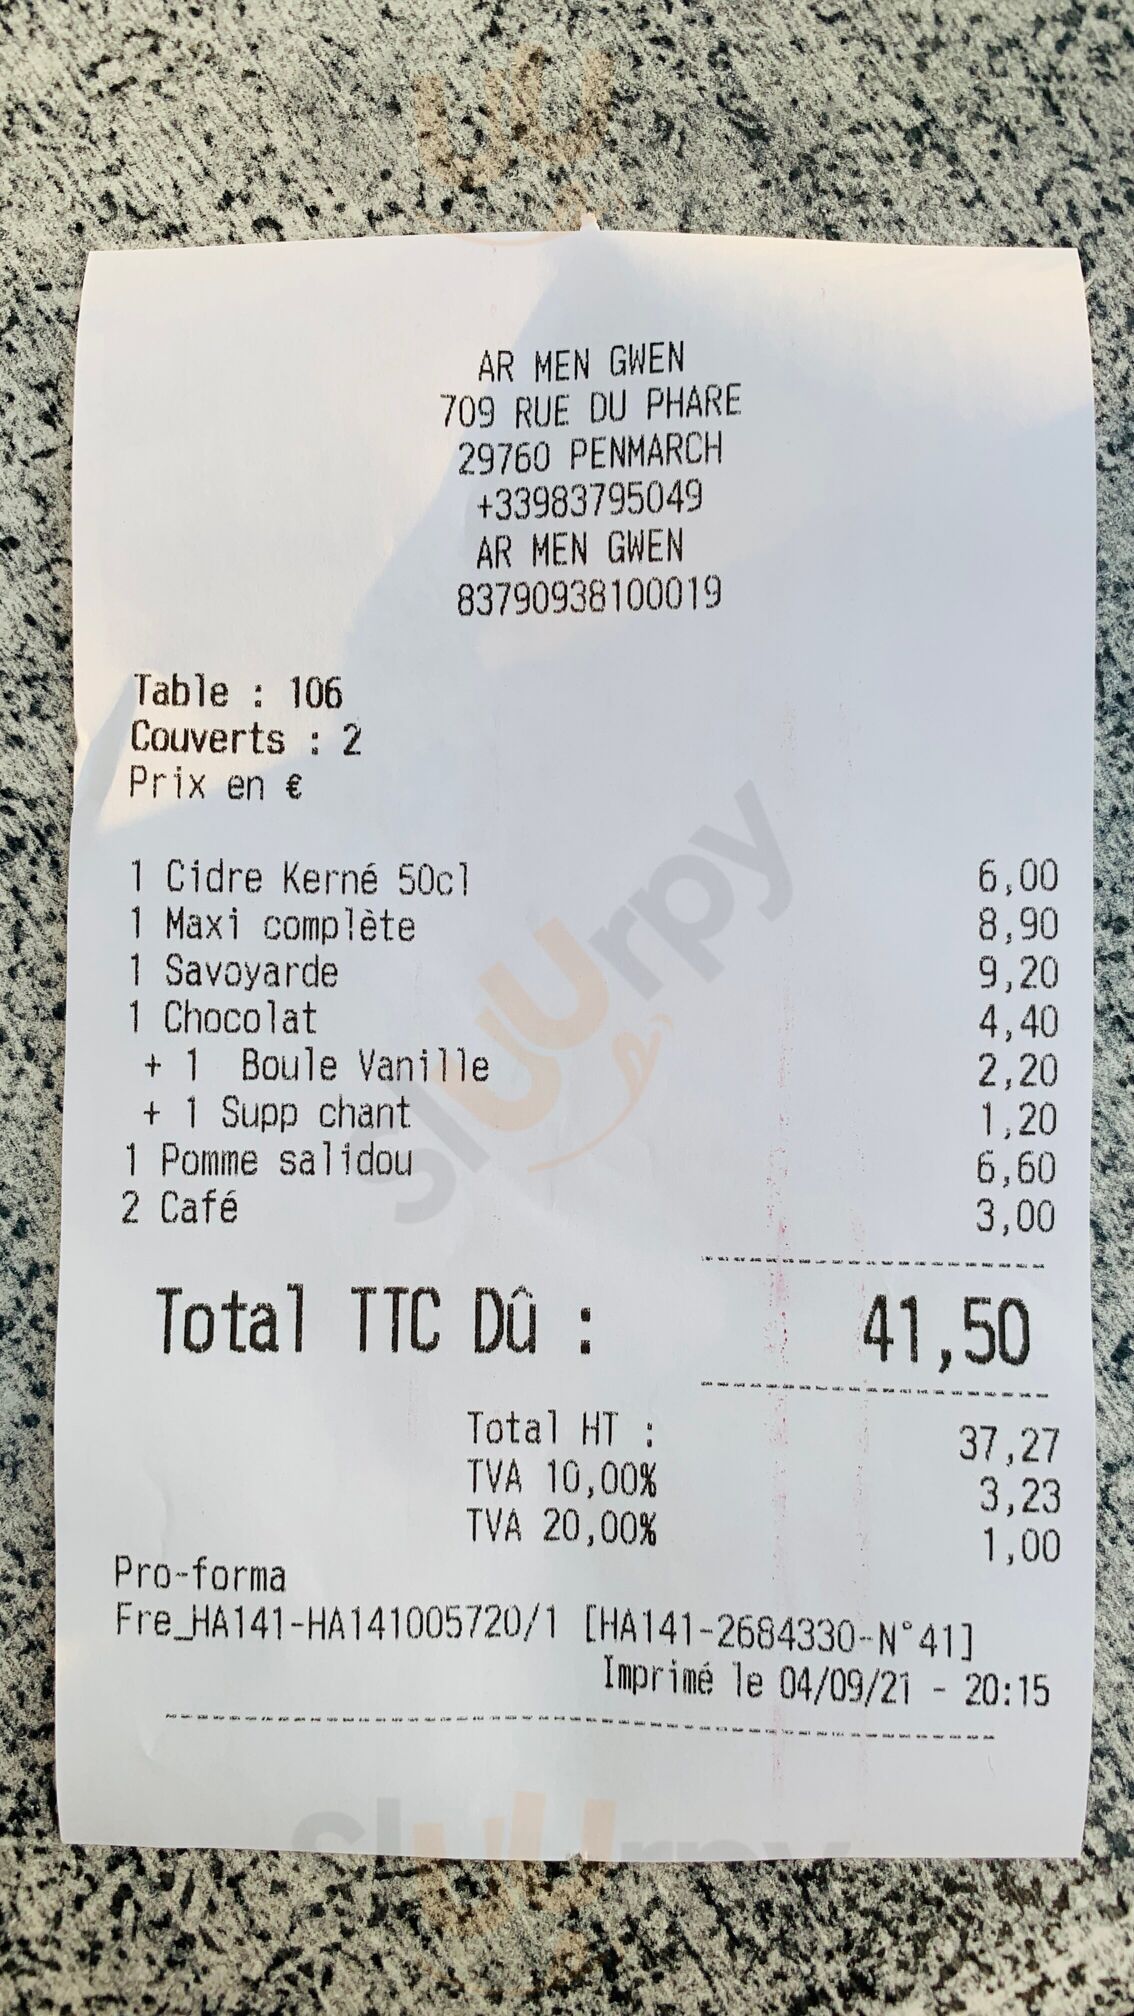 AR MEN GWEN
709 RUE DU PHARE
29760 PENMARCH
+33983795049
AR MEN GWEN
83790938100019
Table : 106
Couverts : 2
Prix en €
1 Cidre Kerné 50cl 6,00
1 Maxi complète 8,90
1 Savoyarde 9,20
1 Chocolat 4,40
+ 1 Boule Vanille 2,20
+ 1 Supp chant 1,20
1 Pomme salidou 6,60
2 Café 3,00
Total TTC Dû : 41,50
Total HT : 37,27
TVA 10,00% 3,23
TVA 20,00% 1,00
Pro-forma
Fre_HA141-HA141005720/1 [HA141-2684330-N°41]
Imprimé le 04/09/21 - 20:15
slUUrpy